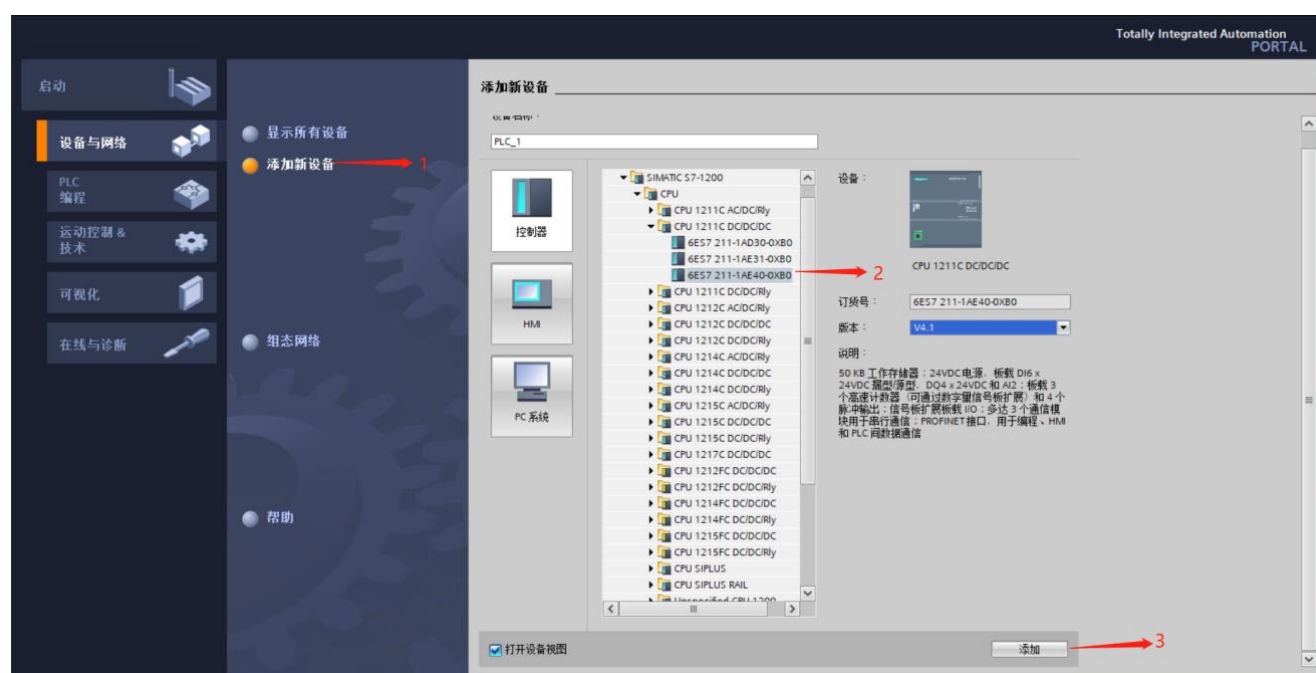 Totally Integrated Automation
PORTAL
启动
设备与网络
PLC
编程
运动控制 &
技术
可视化
在线与诊断
显示所有设备
添加新设备
1
组态网络
帮助
添加新设备
设备名称：
PLC_1
控制器
HMI
PC 系统
SIMATIC S7-1200
CPU
CPU 1211C AC/DC/Rly
CPU 1211C DC/DC/DC
6ES7 211-1AD30-0XB0
6ES7 211-1AE31-0XB0
6ES7 211-1AE40-0XB0
2
CPU 1211C DC/DC/Rly
CPU 1212C AC/DC/Rly
CPU 1212C DC/DC/DC
CPU 1212C DC/DC/Rly
CPU 1214C AC/DC/Rly
CPU 1214C DC/DC/DC
CPU 1214C DC/DC/Rly
CPU 1215C AC/DC/Rly
CPU 1215C DC/DC/DC
CPU 1215C DC/DC/Rly
CPU 1217C DC/DC/DC
CPU 1212FC DC/DC/DC
CPU 1212FC DC/DC/Rly
CPU 1214FC DC/DC/DC
CPU 1214FC DC/DC/Rly
CPU 1215FC DC/DC/DC
CPU 1215FC DC/DC/Rly
CPU SIPLUS
CPU SIPLUS RAIL
Unspecified CPU 1200
设备：
CPU 1211C DC/DC/DC
订货号：
6ES7 211-1AE40-0XB0
版本：
V4.1
说明：
50 KB 工作存储器；24VDC 电源，板载 DI6 x
24VDC 漏型/源型，DQ4 x 24VDC 和 AI2；板载 3
个高速计数器（可通过数字量信号板扩展）和 4 个
脉冲输出；信号板扩展板载 I/O；多达 3 个通信模
块用于串行通信；PROFINET 接口，用于编程、HMI
和 PLC 间数据通信
打开设备视图
添加
3